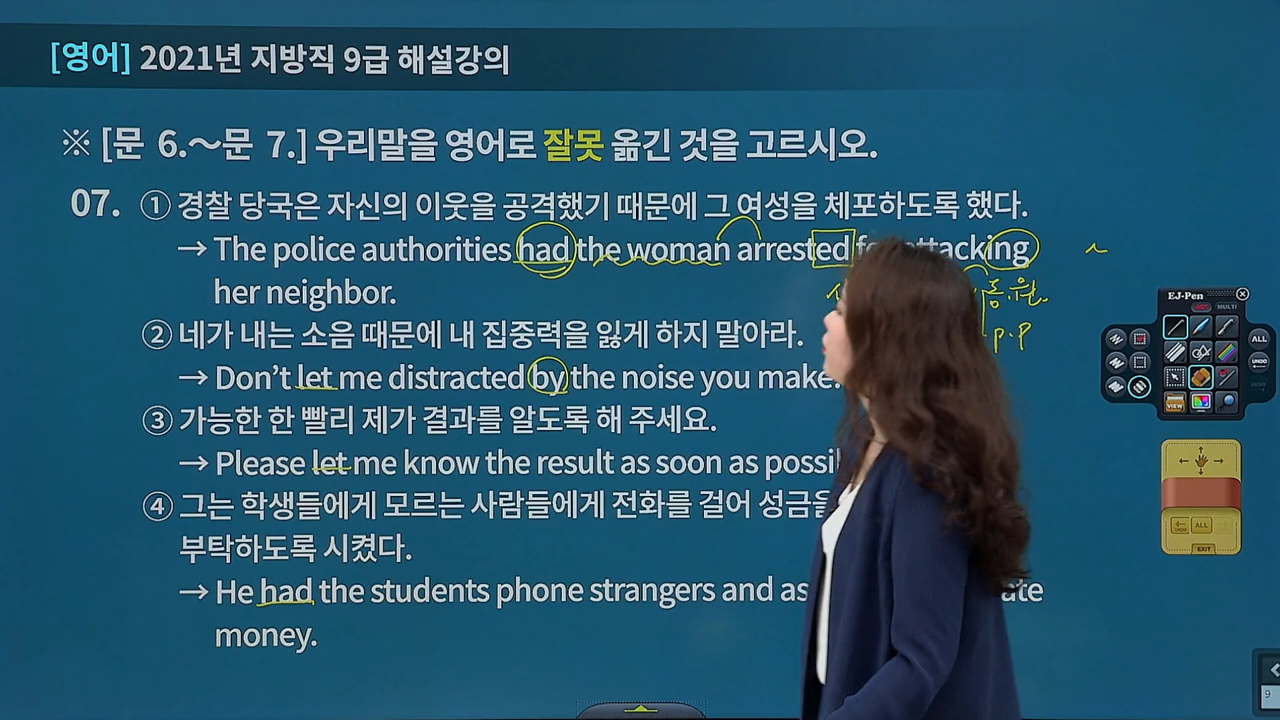 [영어] 2021년 지방직 9급 해설강의
※ [문 6.～문 7.] 우리말을 영어로 잘못 옮긴 것을 고르시오.
07. ① 경찰 당국은 자신의 이웃을 공격했기 때문에 그 여성을 체포하도록 했다.
→ The police authorities had the woman arrested attacking
her neighbor.
동.원.
② 네가 내는 소음 때문에 내 집중력을 잃게 하지 말아라.
p.p
→ Don't let me distracted by the noise you make.
③ 가능한 한 빨리 제가 결과를 알도록 해 주세요.
→ Please let me know the result as soon as
④ 그는 학생들에게 모르는 사람들에게 전화를 걸어 성금을
부탁하도록 시켰다.
→ He had the students phone strangers and
money.
EJ-Pen
MULTI
ALL
UNDO
VIEW
UNDO ALL
EXIT
9